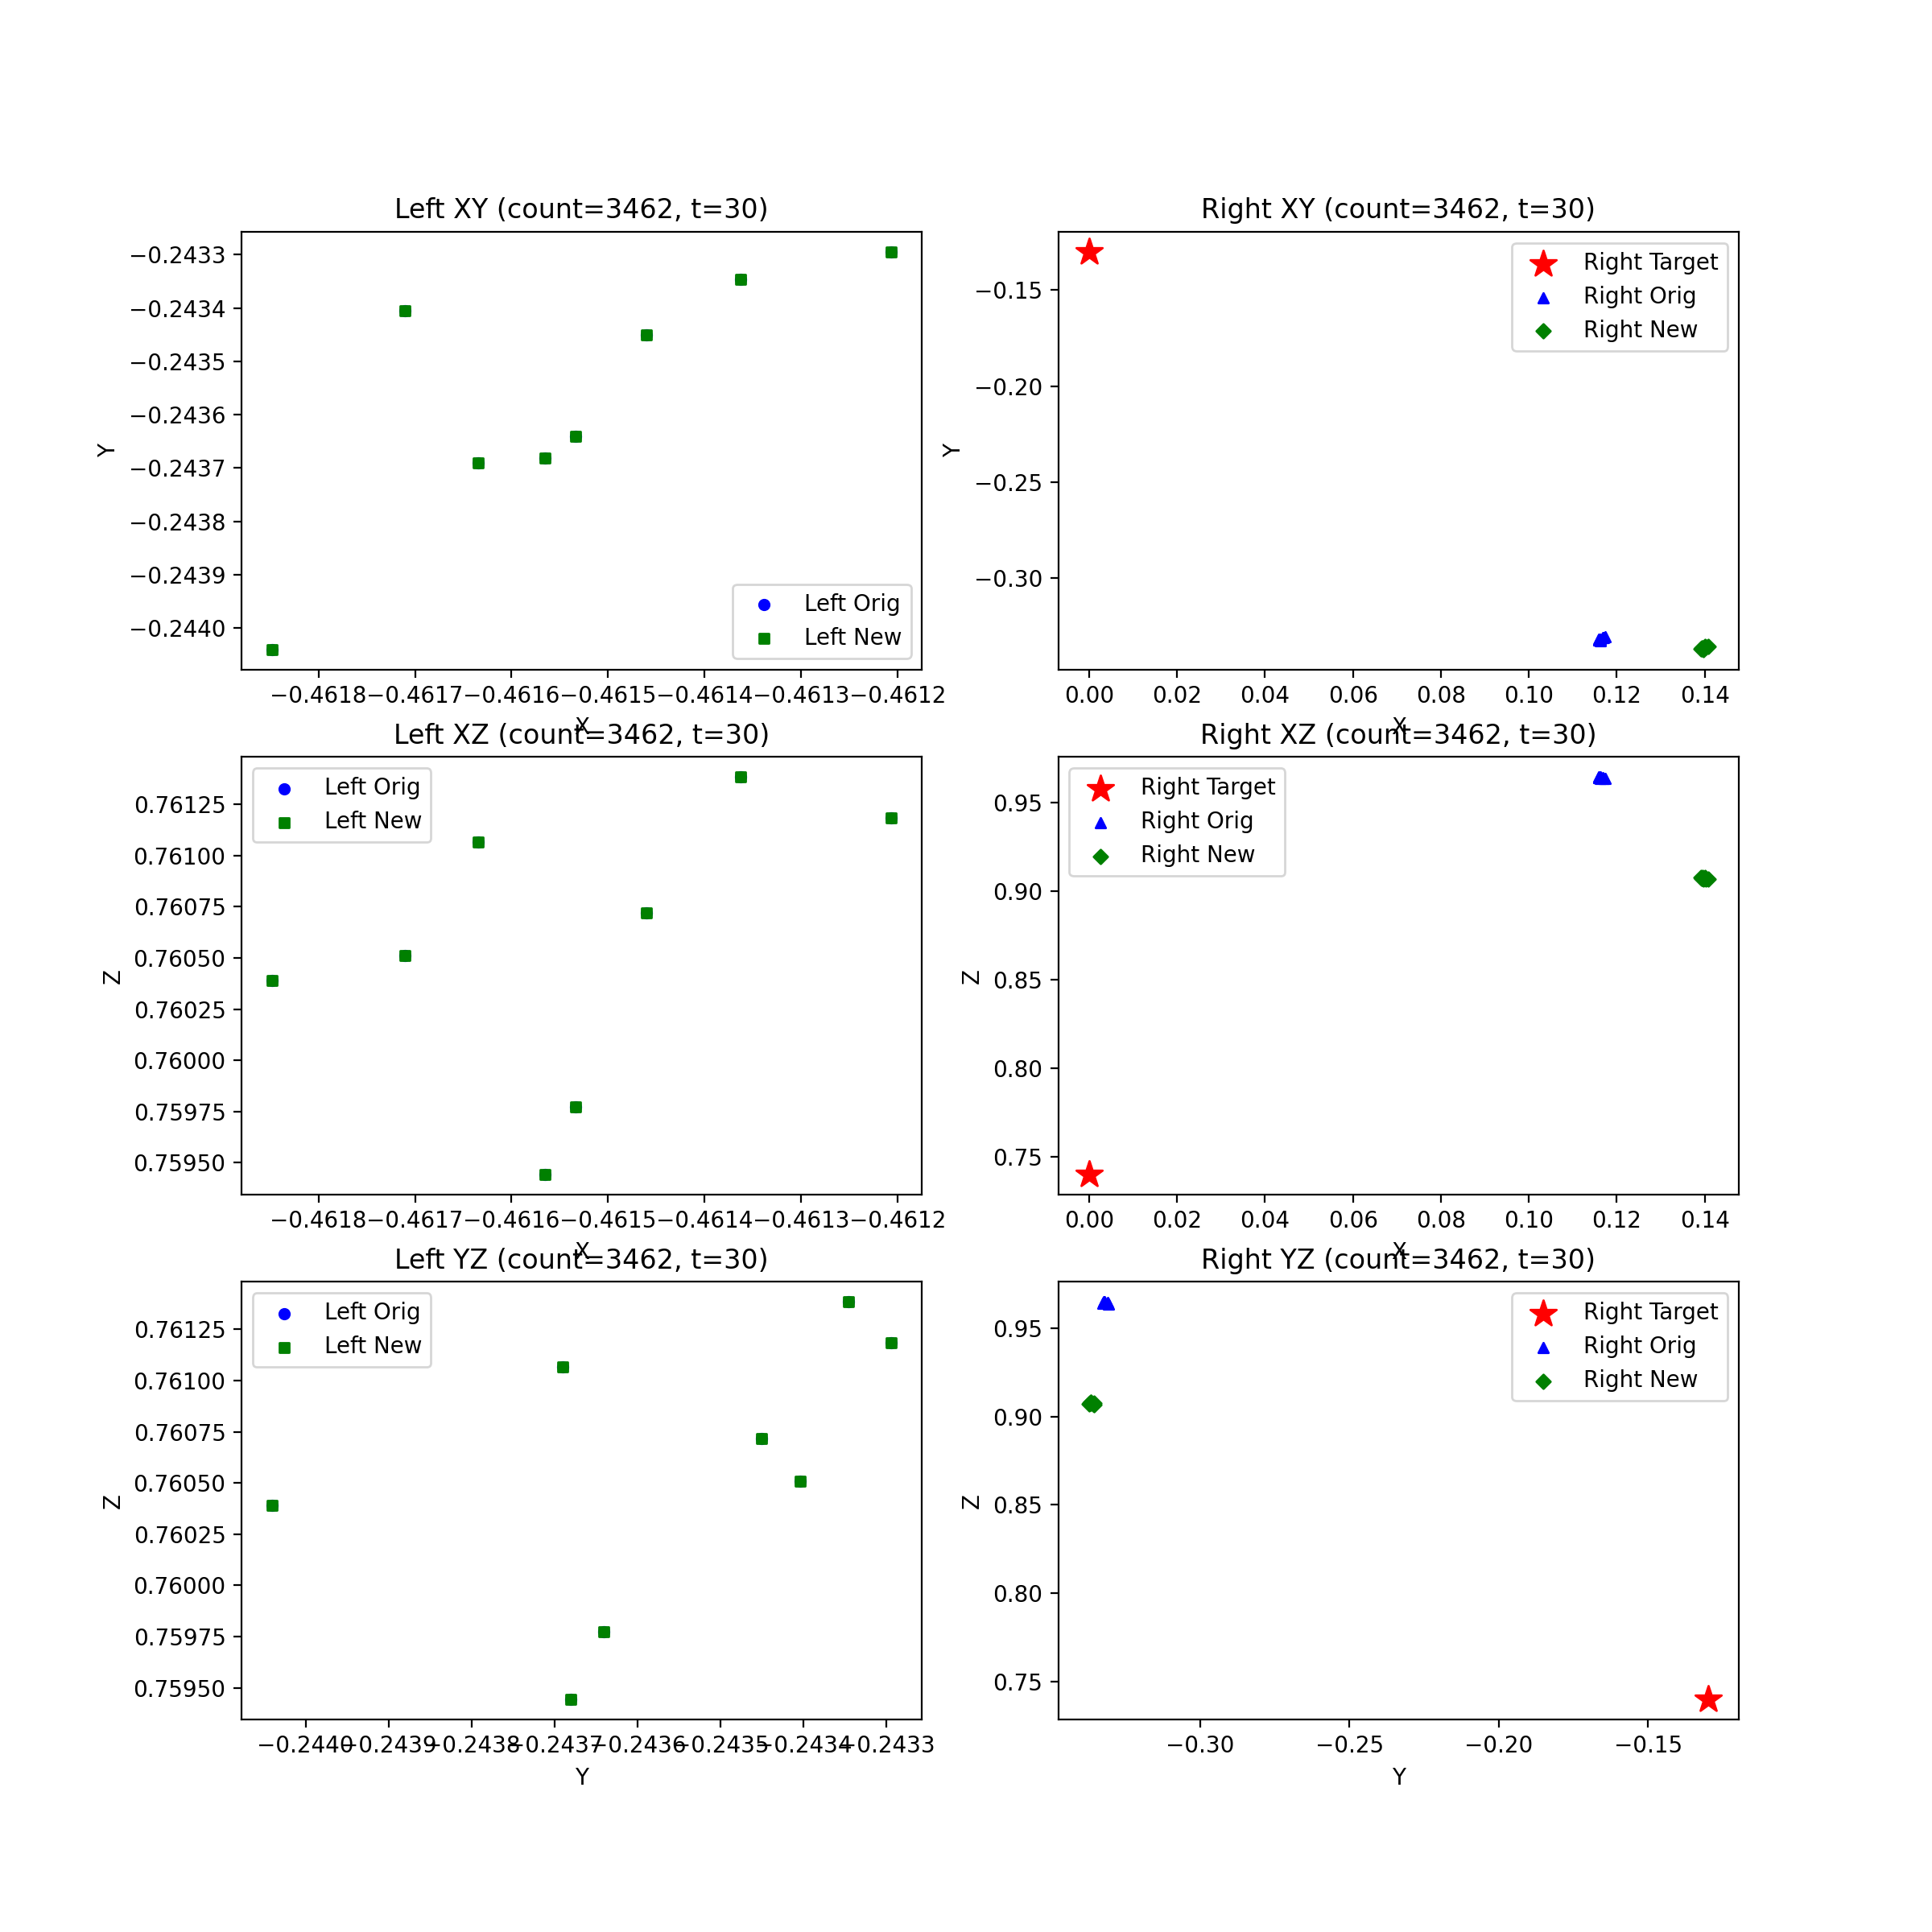 Left XY (count=3462, t=30)
−0.2433
−0.2434
−0.2435
−0.2436
−0.2437
−0.2438
−0.2439
−0.2440
Y
Left Orig
Left New
−0.4618 −0.4617 −0.4616 −0.4615 −0.4614 −0.4613 −0.4612
X
Right XY (count=3462, t=30)
−0.15
−0.20
−0.25
−0.30
Y
Right Target
Right Orig
Right New
0.00 0.02 0.04 0.06 0.08 0.10 0.12 0.14
X
Left XZ (count=3462, t=30)
0.76125
0.76100
0.76075
0.76050
0.76025
0.76000
0.75975
0.75950
Z
Left Orig
Left New
−0.4618 −0.4617 −0.4616 −0.4615 −0.4614 −0.4613 −0.4612
X
Right XZ (count=3462, t=30)
0.95
0.90
0.85
0.80
0.75
Z
Right Target
Right Orig
Right New
0.00 0.02 0.04 0.06 0.08 0.10 0.12 0.14
X
Left YZ (count=3462, t=30)
0.76125
0.76100
0.76075
0.76050
0.76025
0.76000
0.75975
0.75950
Z
Left Orig
Left New
−0.2440 −0.2439 −0.2438 −0.2437 −0.2436 −0.2435 −0.2434 −0.2433
Y
Right YZ (count=3462, t=30)
0.95
0.90
0.85
0.80
0.75
Z
Right Target
Right Orig
Right New
−0.30 −0.25 −0.20 −0.15
Y